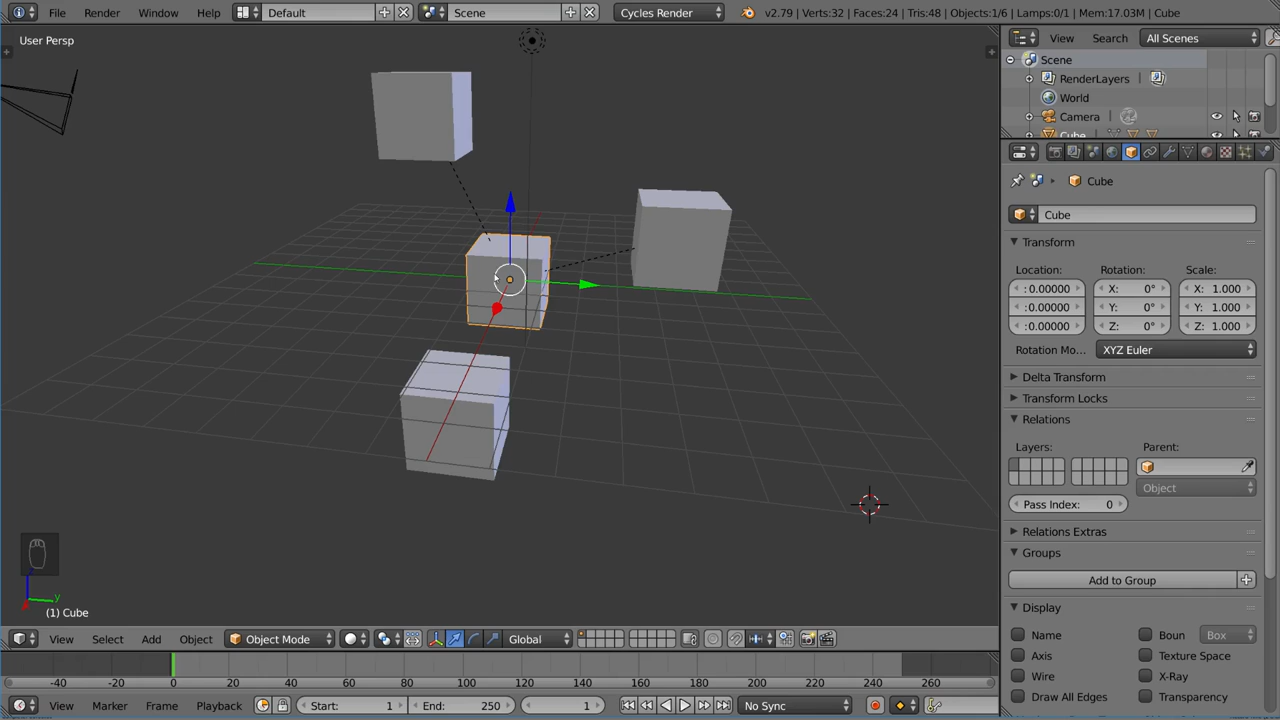 File Render Window Help Default Scene Cycles Render v2.79 | Verts:32 | Faces:24 | Tris:48 | Objects:1/6 | Lamps:0/1 | Mem:17.03M | Cube
User Persp
View Search All Scenes
Scene
RenderLayers
World
Camera
Cube
Cube
Cube
Transform
Location: Rotation: Scale:
: 0.00000 X: 0° X: 1.000
: 0.00000 Y: 0° Y: 1.000
: 0.00000 Z: 0° Z: 1.000
Rotation Mo... XYZ Euler
Delta Transform
Transform Locks
Relations
Layers: Parent:
Object
Pass Index: 0
Relations Extras
Groups
Add to Group
Display
Name Boun Box
Axis Texture Space
Wire X-Ray
Draw All Edges Transparency
z
y
(1) Cube
View Select Add Object Object Mode Global
-40 -20 0 20 40 60 80 100 120 140 160 180 200 220 240 260
View Marker Frame Playback Start: 1 End: 250 1 No Sync